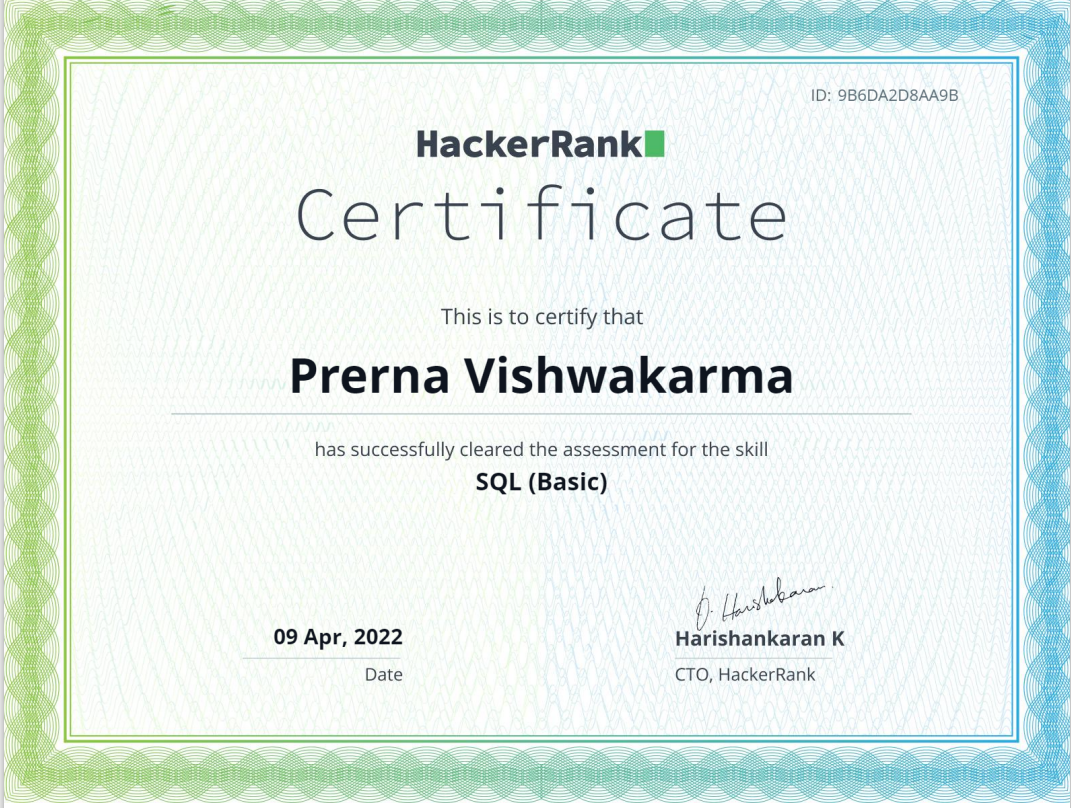 ID: 9B6DA2D8AA9B
HackerRank
Certificate
This is to certify that
Prerna Vishwakarma
has successfully cleared the assessment for the skill
SQL (Basic)
09 Apr, 2022
Date
Harishankaran
Harishankaran K
CTO, HackerRank